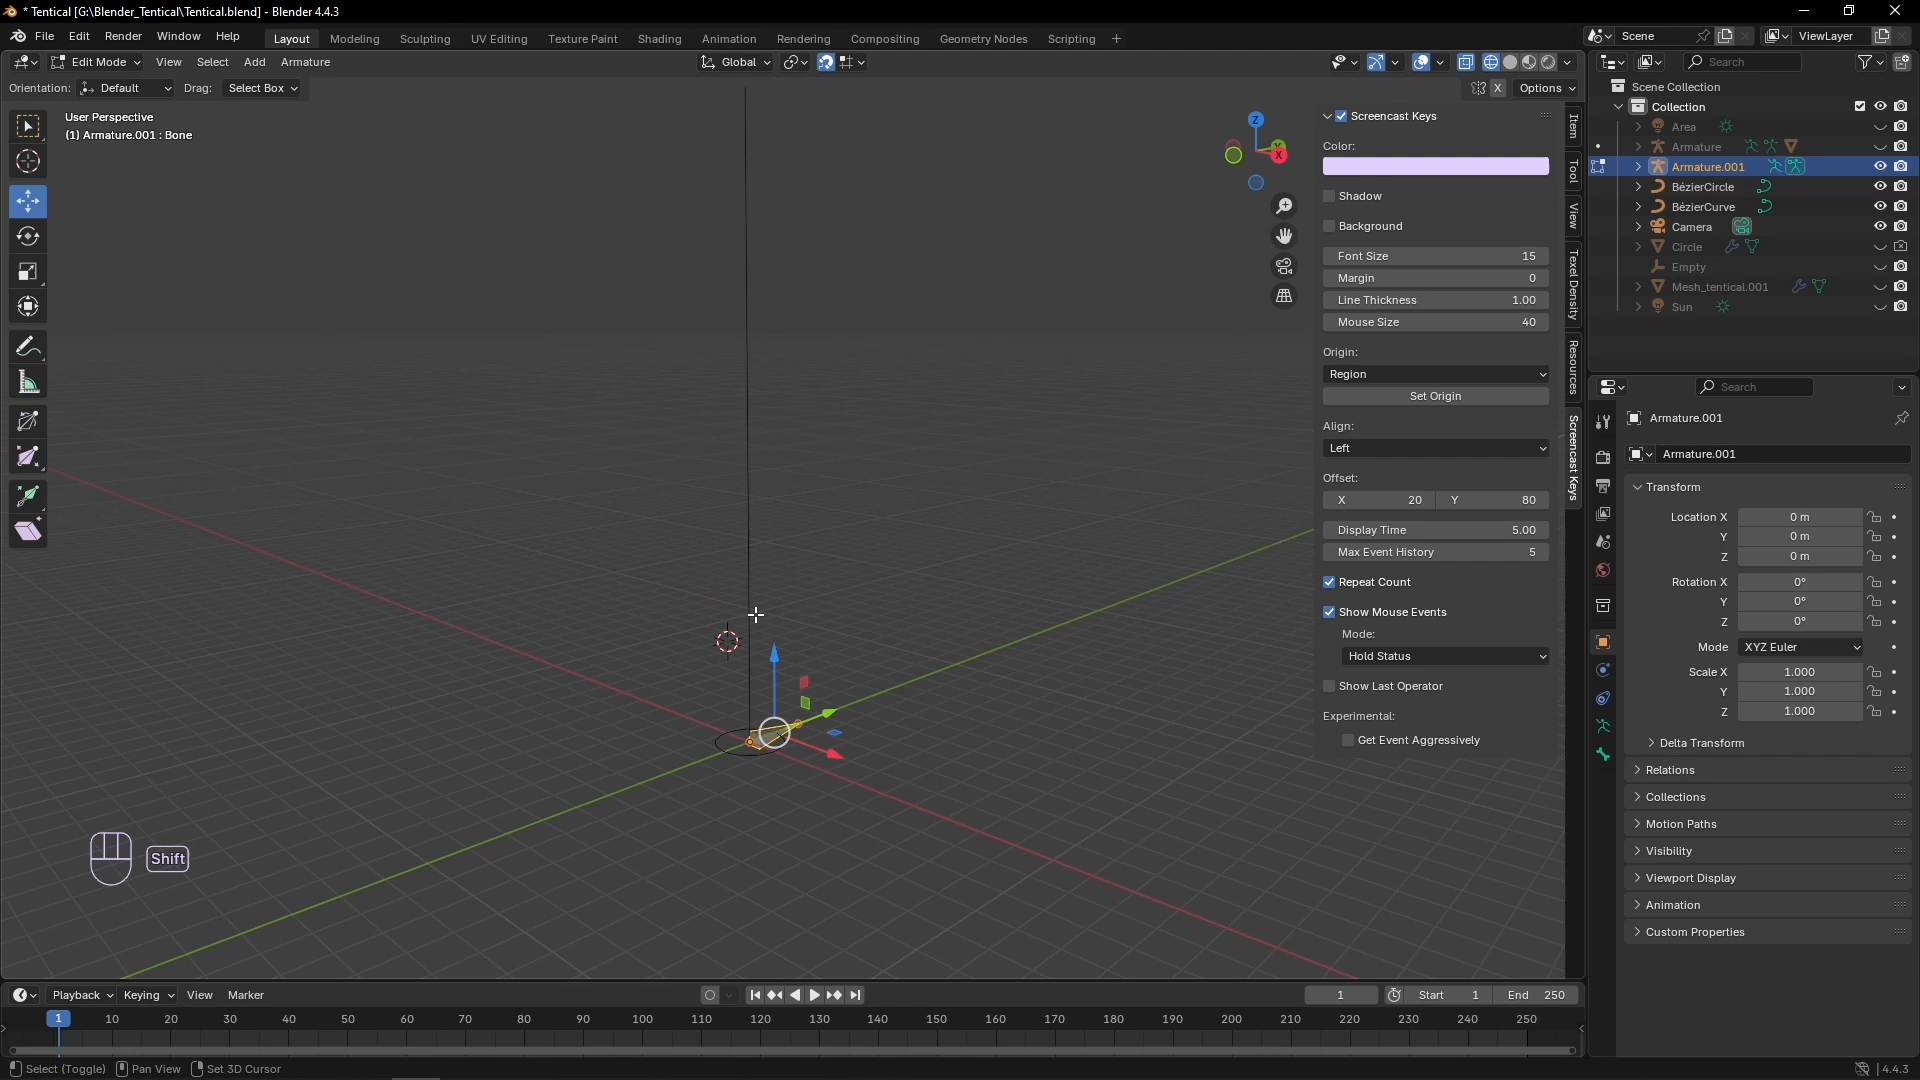 * Tentical [G:\Blender_Tentical\Tentical.blend] - Blender 4.4.3
File Edit Render Window Help Layout Modeling Sculpting UV Editing Texture Paint Shading Animation Rendering Compositing Geometry Nodes Scripting + Scene ViewLayer
Edit Mode View Select Add Armature Global Search
Orientation: Default Drag: Select Box X Options
User Perspective
(1) Armature.001 : Bone
Z
X
Screencast Keys
Color:
Shadow
Background
Font Size 15
Margin 0
Line Thickness 1.00
Mouse Size 40
Origin:
Region
Set Origin
Align:
Left
Offset:
X 20 Y 80
Display Time 5.00
Max Event History 5
Repeat Count
Show Mouse Events
Mode:
Hold Status
Show Last Operator
Experimental:
Get Event Aggressively
Item
Tool
View
Texel Density
Resources
Screencast Keys
Scene Collection
Collection
Area
Armature
Armature.001
BézierCircle
BézierCurve
Camera
Circle
Empty
Mesh_tentical.001
Sun
Search
Armature.001
Armature.001
Transform
Location X 0 m
Y 0 m
Z 0 m
Rotation X 0°
Y 0°
Z 0°
Mode XYZ Euler
Scale X 1.000
Y 1.000
Z 1.000
Delta Transform
Relations
Collections
Motion Paths
Visibility
Viewport Display
Animation
Custom Properties
Shift
Playback Keying View Marker 1 Start 1 End 250
1 10 20 30 40 50 60 70 80 90 100 110 120 130 140 150 160 170 180 190 200 210 220 230 240 250
Select (Toggle) Pan View Set 3D Cursor 4.4.3